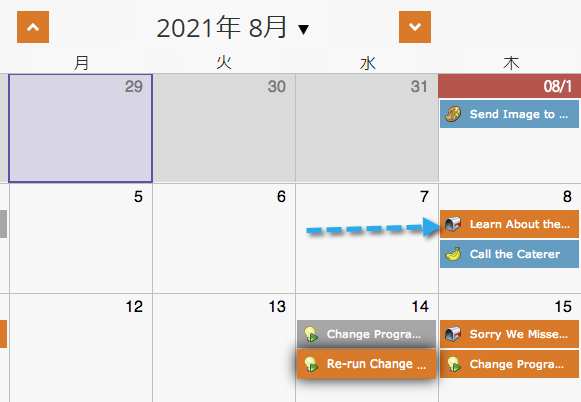 2021年 8月 ▼
月 火 水 木
29 30 31 08/1
Send Image to ...
5 6 7 8
Learn About the...
Call the Caterer
12 13 14 15
Change Progra... Sorry We Misse...
Re-run Change ... Change Progra...